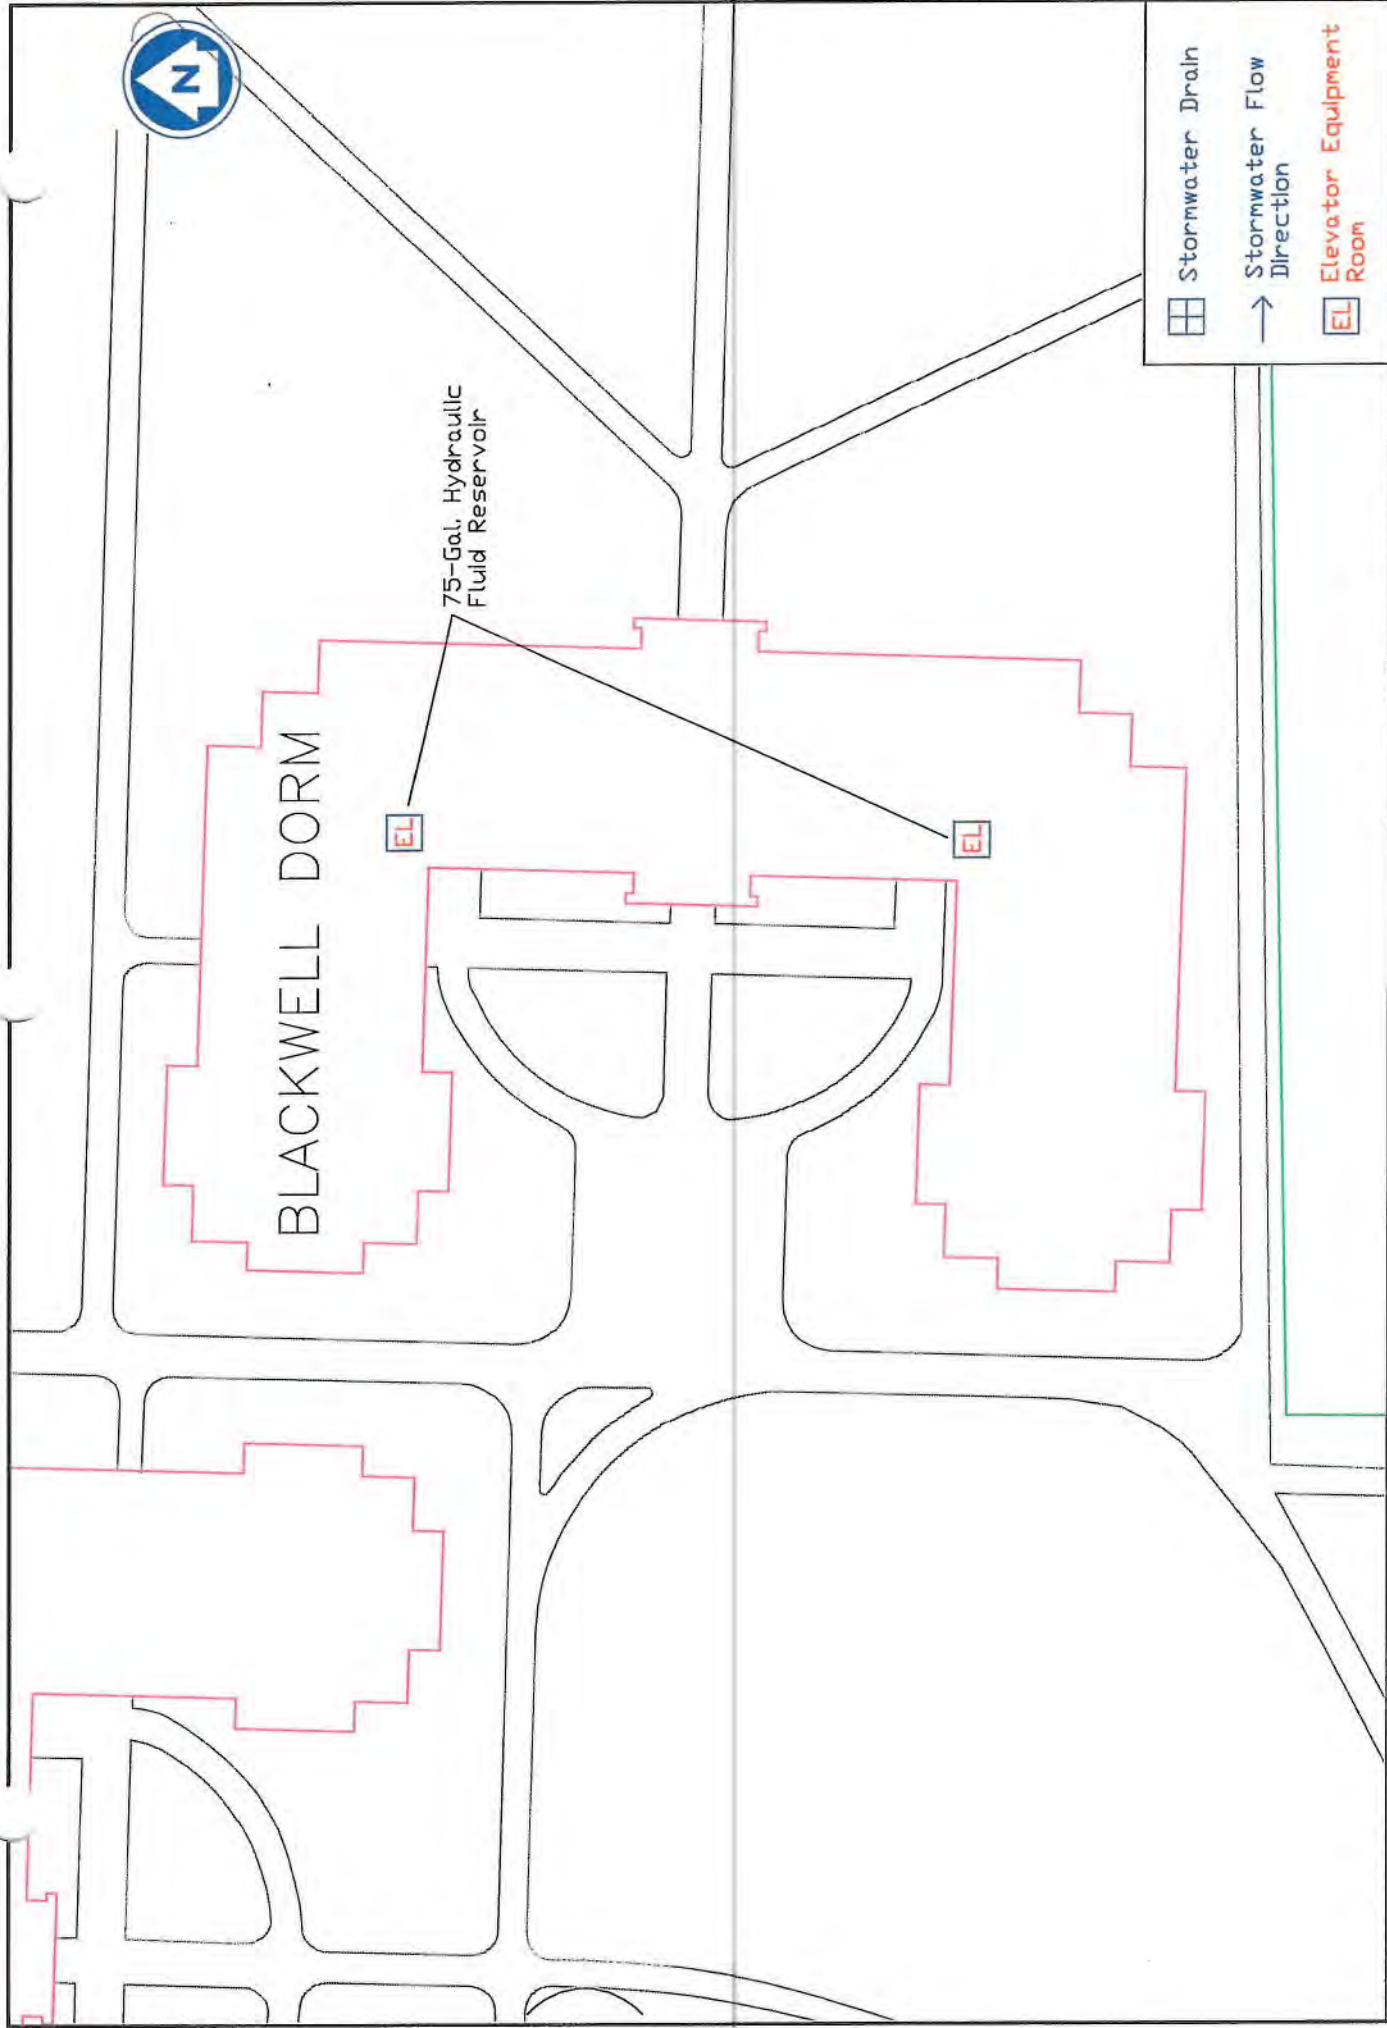 N
75-Gal. Hydraulic
Fluid Reservoir
BLACKWELL DORM
EL
EL
Stormwater Drain
Stormwater Flow
Direction
EL
Elevator Equipment
Room